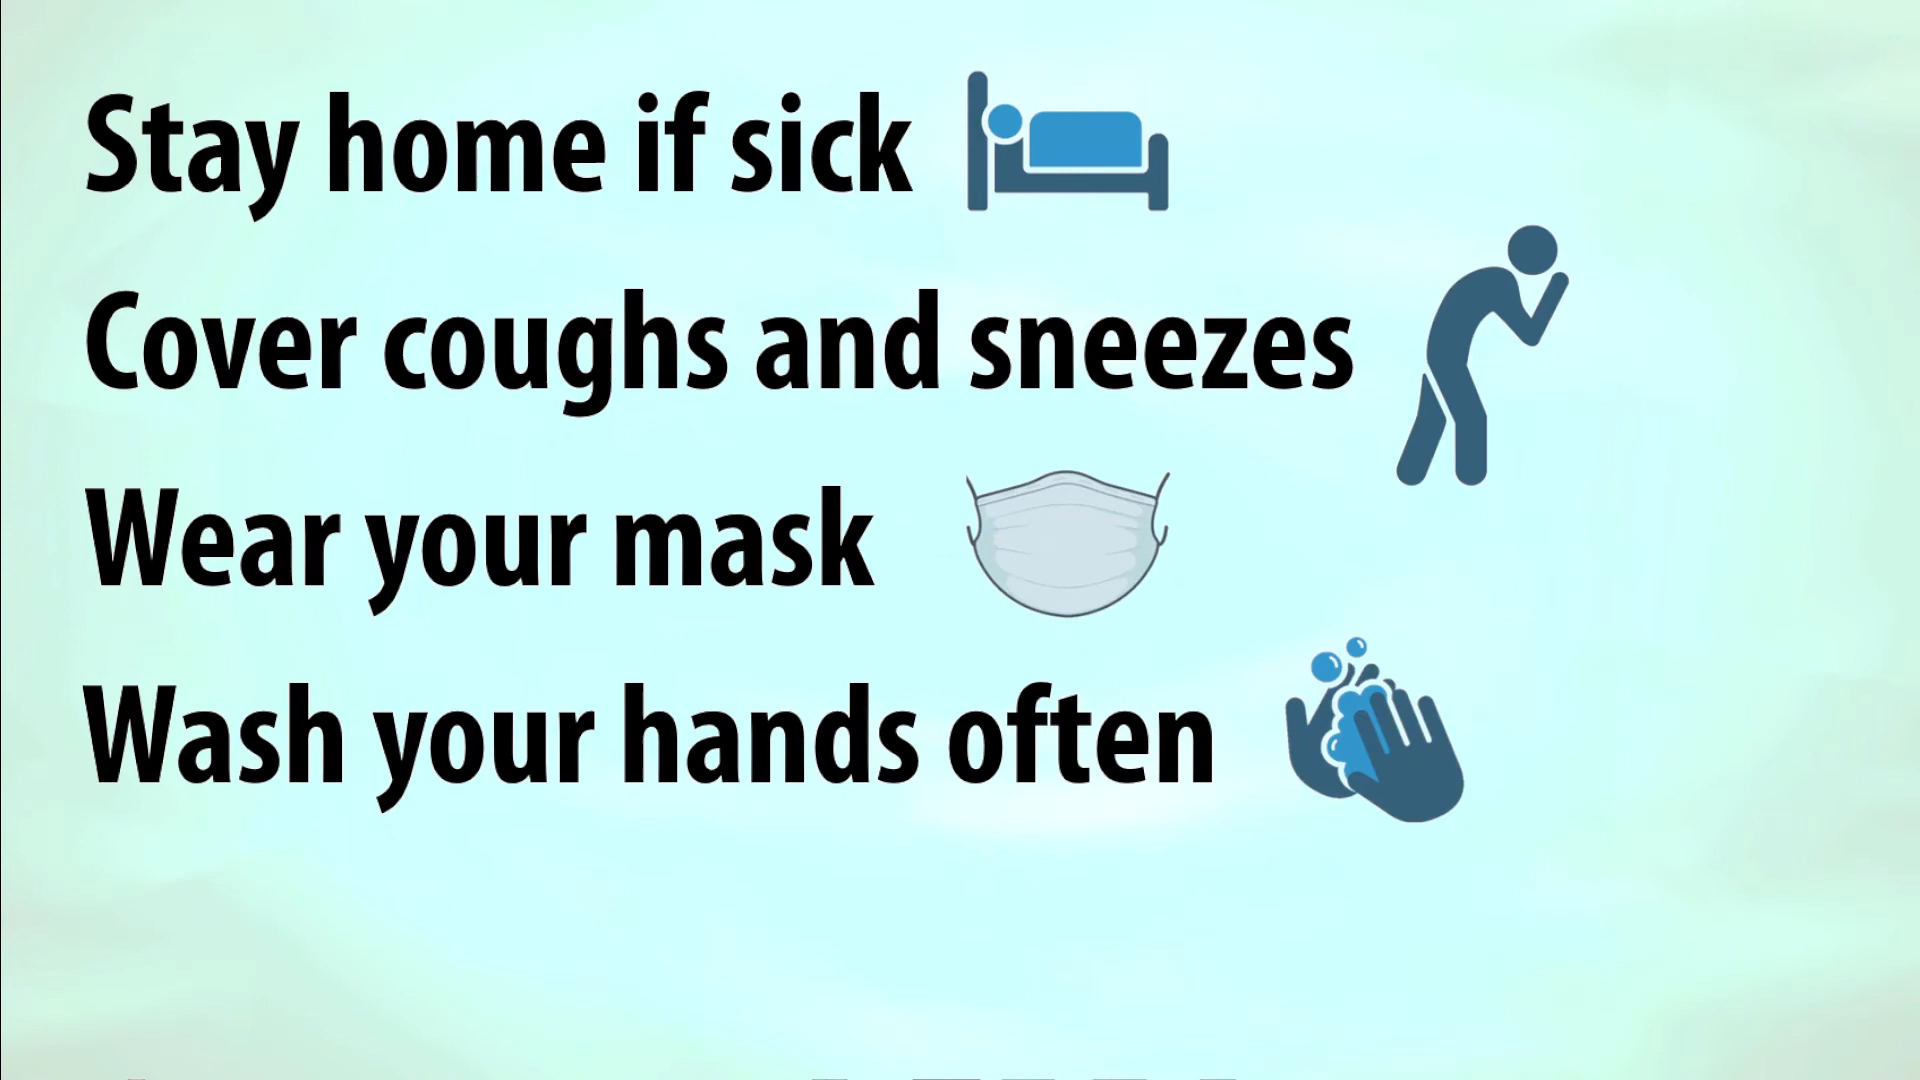 Stay home if sick
Cover coughs and sneezes
Wear your mask
Wash your hands often